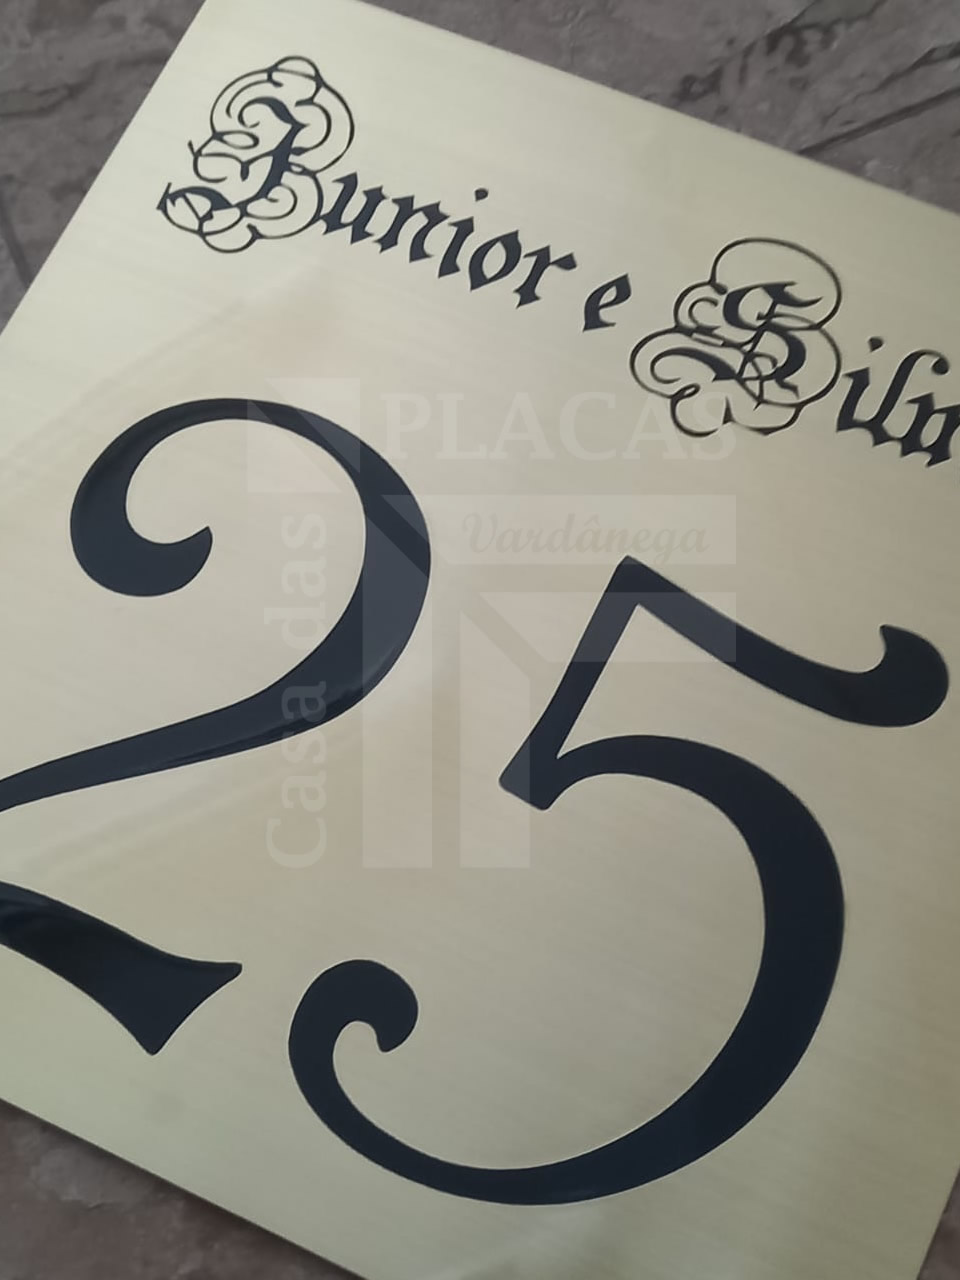 Junior e
25
PLACAS
Vardânega
Casa das